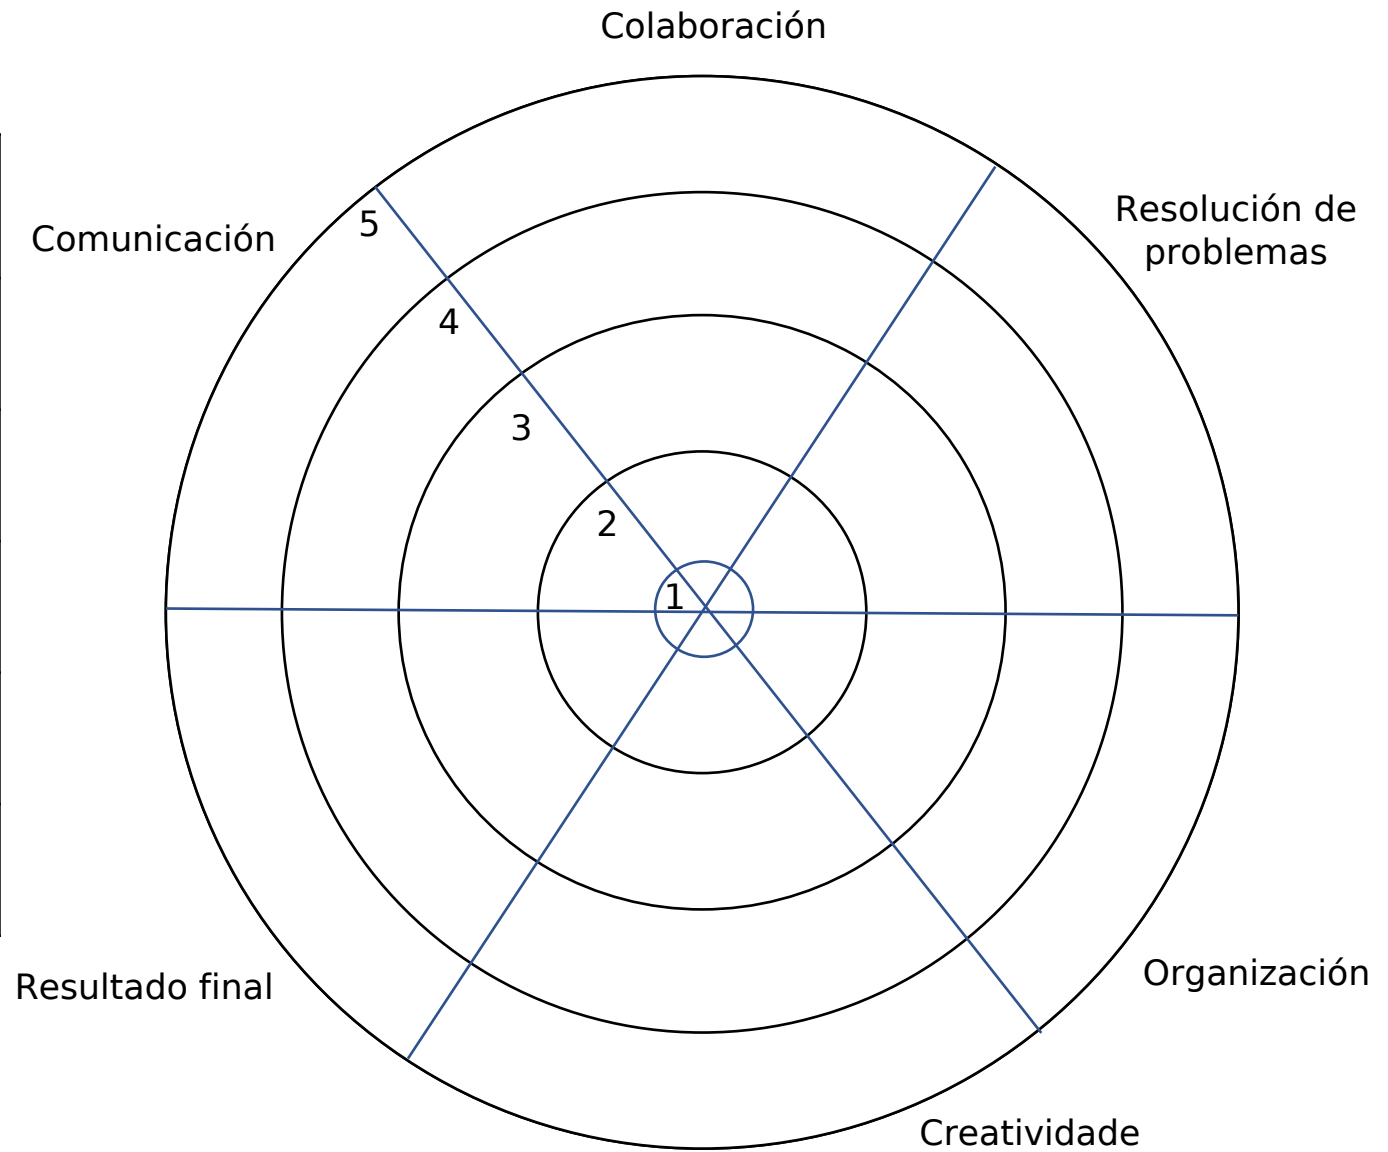 Colaboración
Resolución de
problemas
Comunicación
5
4
3
2
1
Organización
Resultado final
Creatividade